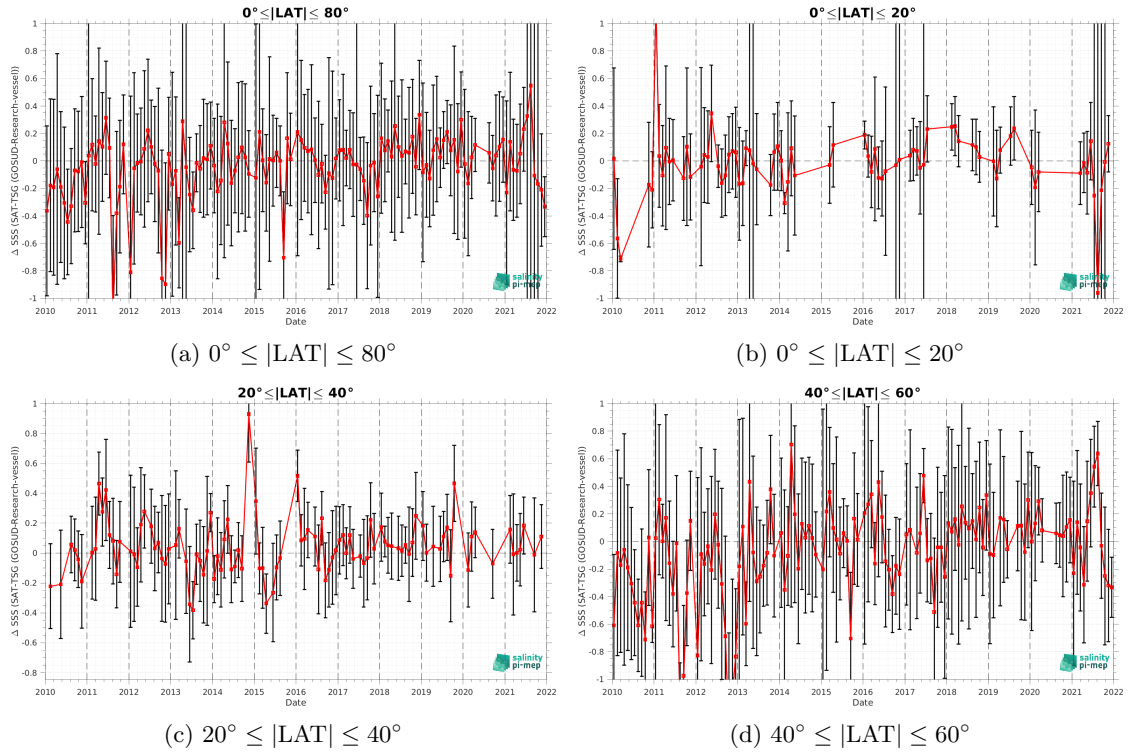 0°≤|LAT|≤ 80°
Δ SSS (SAT-TSG (GOSUD-Research-vessel))
1
0.8
0.6
0.4
0.2
0
-0.2
-0.4
-0.6
-0.8
-1
2010 2011 2012 2013 2014 2015 2016 2017 2018 2019 2020 2021 2022
Date
salinity
pi-mep
(a) 0° ≤ |LAT| ≤ 80°
0°≤|LAT|≤ 20°
Δ SSS (SAT-TSG (GOSUD-Research-vessel))
1
0.8
0.6
0.4
0.2
0
-0.2
-0.4
-0.6
-0.8
-1
2010 2011 2012 2013 2014 2015 2016 2017 2018 2019 2020 2021 2022
Date
salinity
pi-mep
(b) 0° ≤ |LAT| ≤ 20°
20°≤|LAT|≤ 40°
Δ SSS (SAT-TSG (GOSUD-Research-vessel))
1
0.8
0.6
0.4
0.2
0
-0.2
-0.4
-0.6
-0.8
2010 2011 2012 2013 2014 2015 2016 2017 2018 2019 2020 2021 2022
Date
salinity
pi-mep
(c) 20° ≤ |LAT| ≤ 40°
40°≤|LAT|≤ 60°
Δ SSS (SAT-TSG (GOSUD-Research-vessel))
1
0.8
0.6
0.4
0.2
0
-0.2
-0.4
-0.6
-0.8
-1
2010 2011 2012 2013 2014 2015 2016 2017 2018 2019 2020 2021 2022
Date
salinity
pi-mep
(d) 40° ≤ |LAT| ≤ 60°